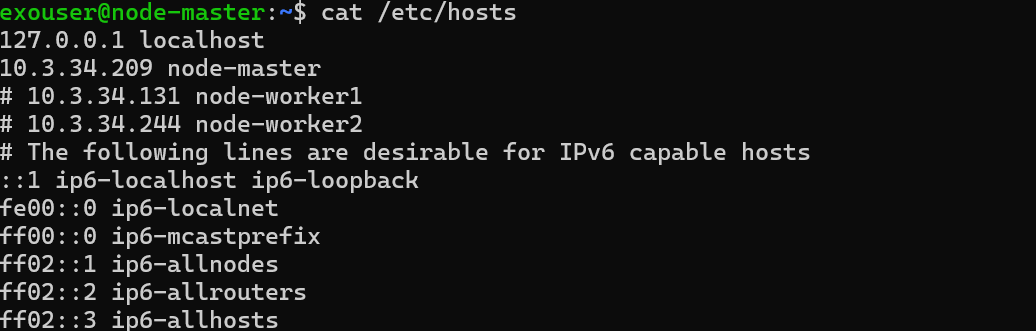 exouser@node-master:~$ cat /etc/hosts
127.0.0.1 localhost
10.3.34.209 node-master
# 10.3.34.131 node-worker1
# 10.3.34.244 node-worker2
# The following lines are desirable for IPv6 capable hosts
::1 ip6-localhost ip6-loopback
fe00::0 ip6-localnet
ff00::0 ip6-mcastprefix
ff02::1 ip6-allnodes
ff02::2 ip6-allrouters
ff02::3 ip6-allhosts